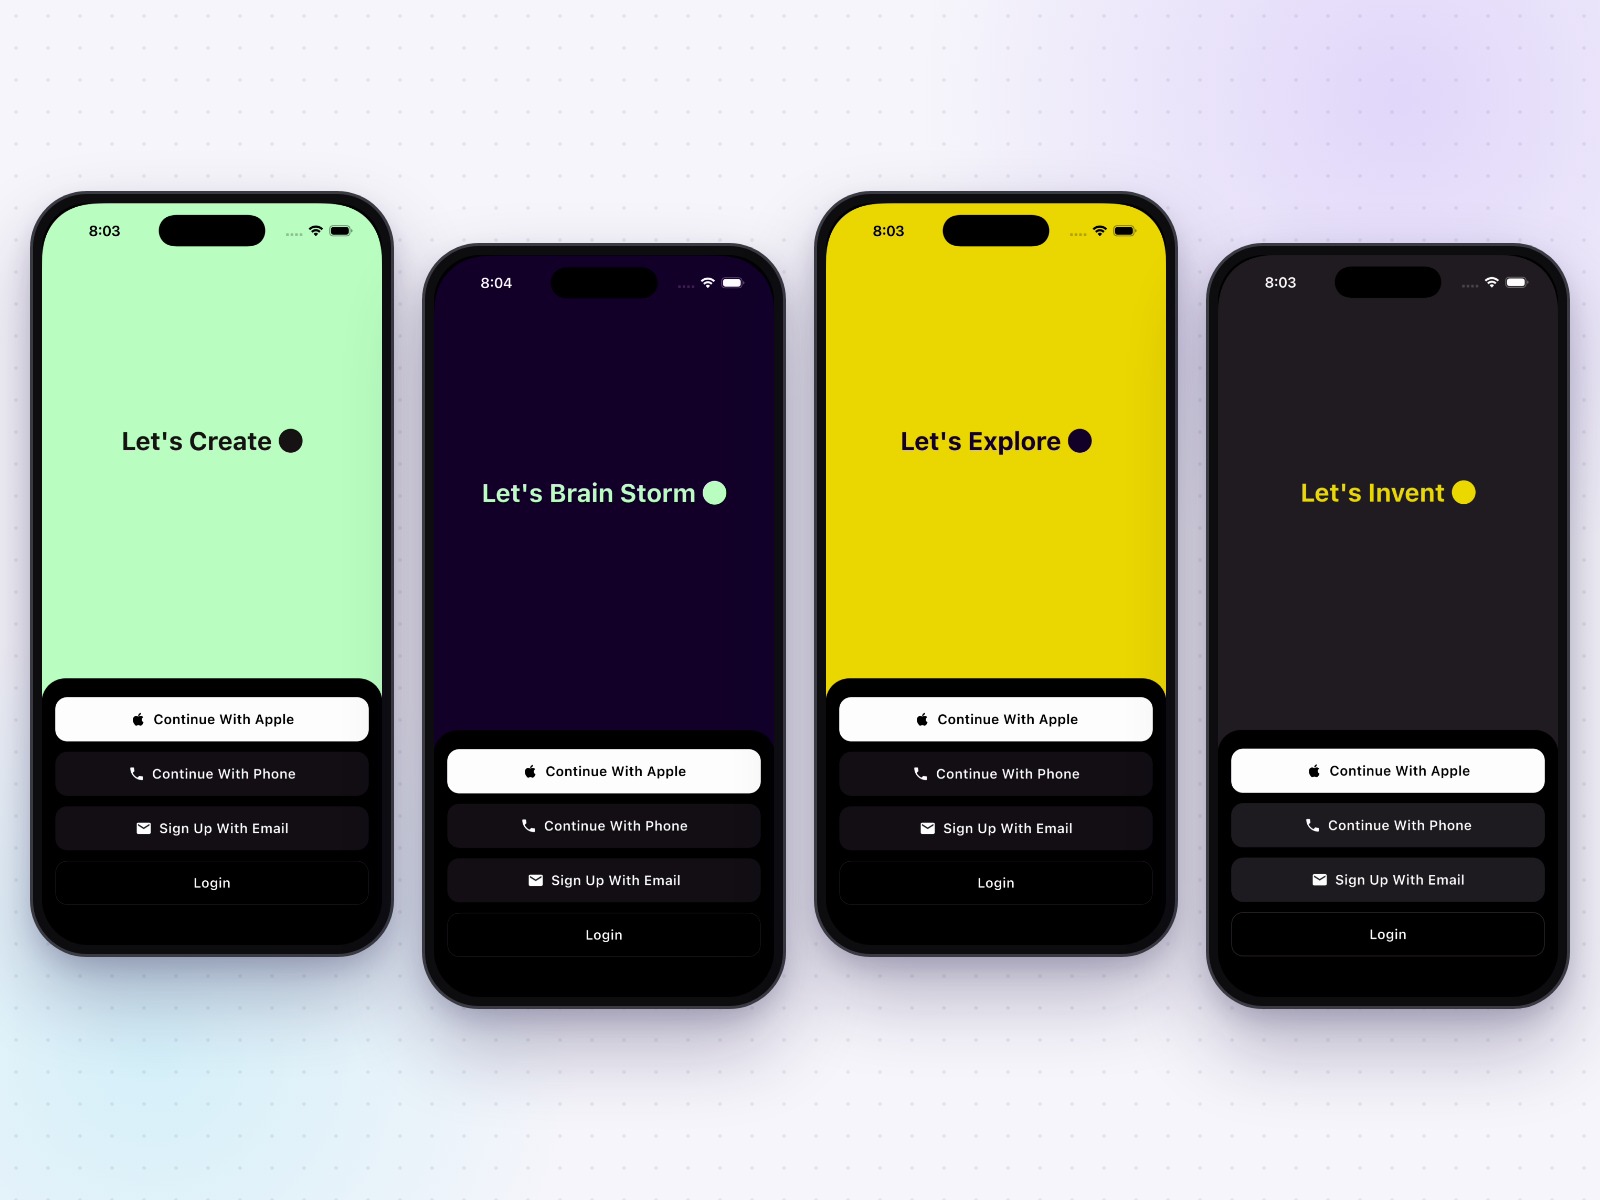 8:03
Let's Create
Continue With Apple
Continue With Phone
Sign Up With Email
Login
8:04
Let's Brain Storm
Continue With Apple
Continue With Phone
Sign Up With Email
Login
8:03
Let's Explore
Continue With Apple
Continue With Phone
Sign Up With Email
Login
8:03
Let's Invent
Continue With Apple
Continue With Phone
Sign Up With Email
Login